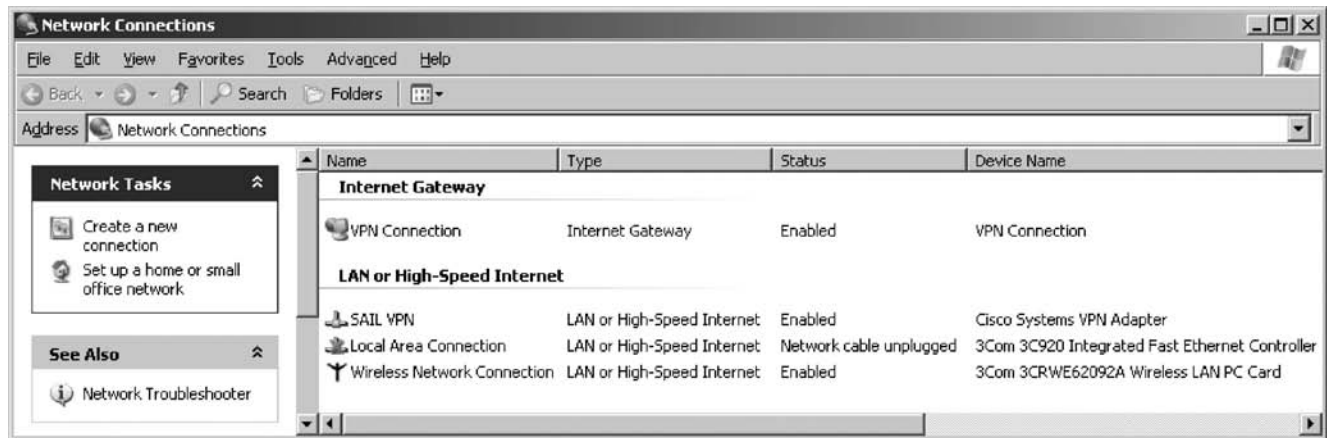 Network Connections
File Edit View Favorites Tools Advanced Help
Back Search Folders
Address Network Connections
Network Tasks
Create a new
connection
Set up a home or small
office network
See Also
Network Troubleshooter
Name Type Status Device Name
Internet Gateway
VPN Connection Internet Gateway Enabled VPN Connection
LAN or High-Speed Internet
SAIL VPN LAN or High-Speed Internet Enabled Cisco Systems VPN Adapter
Local Area Connection LAN or High-Speed Internet Network cable unplugged 3Com 3C920 Integrated Fast Ethernet Controller
Wireless Network Connection LAN or High-Speed Internet Enabled 3Com 3CRWE62092A Wireless LAN PC Card